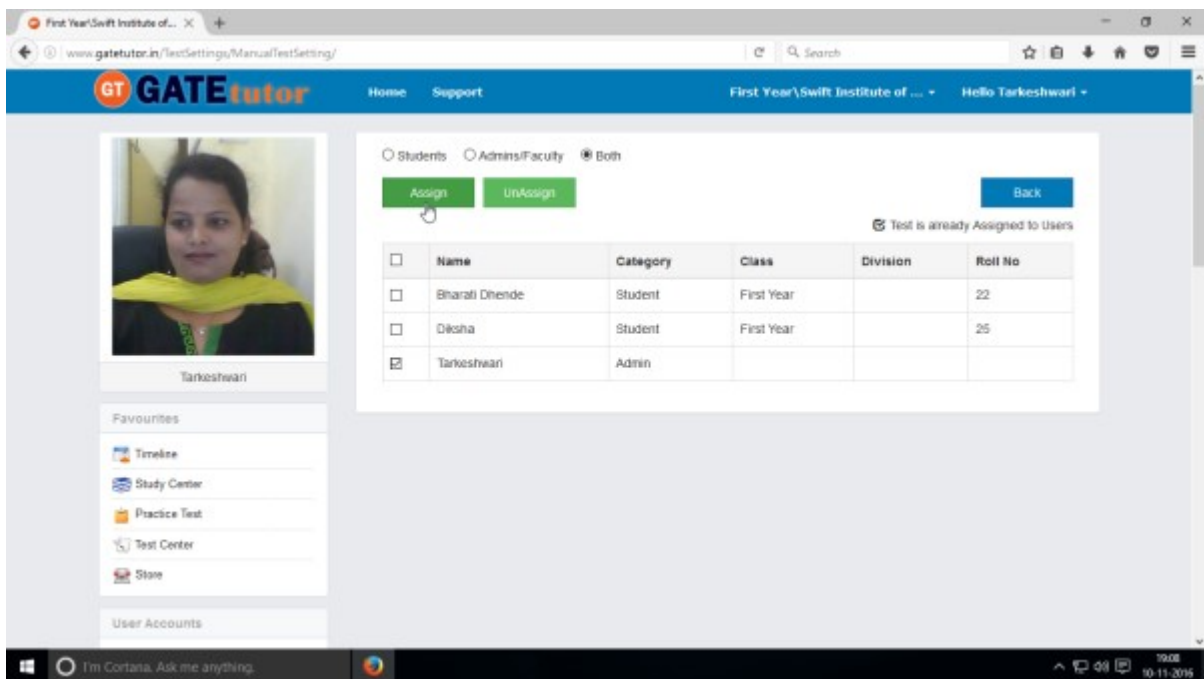 First Year\Swift Institute of...
www.gatetutor.in/TestSettings/ManualTestSetting/
Search
GT GATEtutor
Home Support First Year\Swift Institute of .... Hello Tarkeshwari
Students Admins/Faculty Both
Assign UnAssign Back
Test is already Assigned to Users
Name Category Class Division Roll No
Bharati Dhende Student First Year 22
Diksha Student First Year 25
Tarkeshwari Admin
Tarkeshwari
Favourites
Timeline
Study Center
Practice Test
Test Center
Store
User Accounts
I'm Cortana. Ask me anything.
19:08
10-11-2016